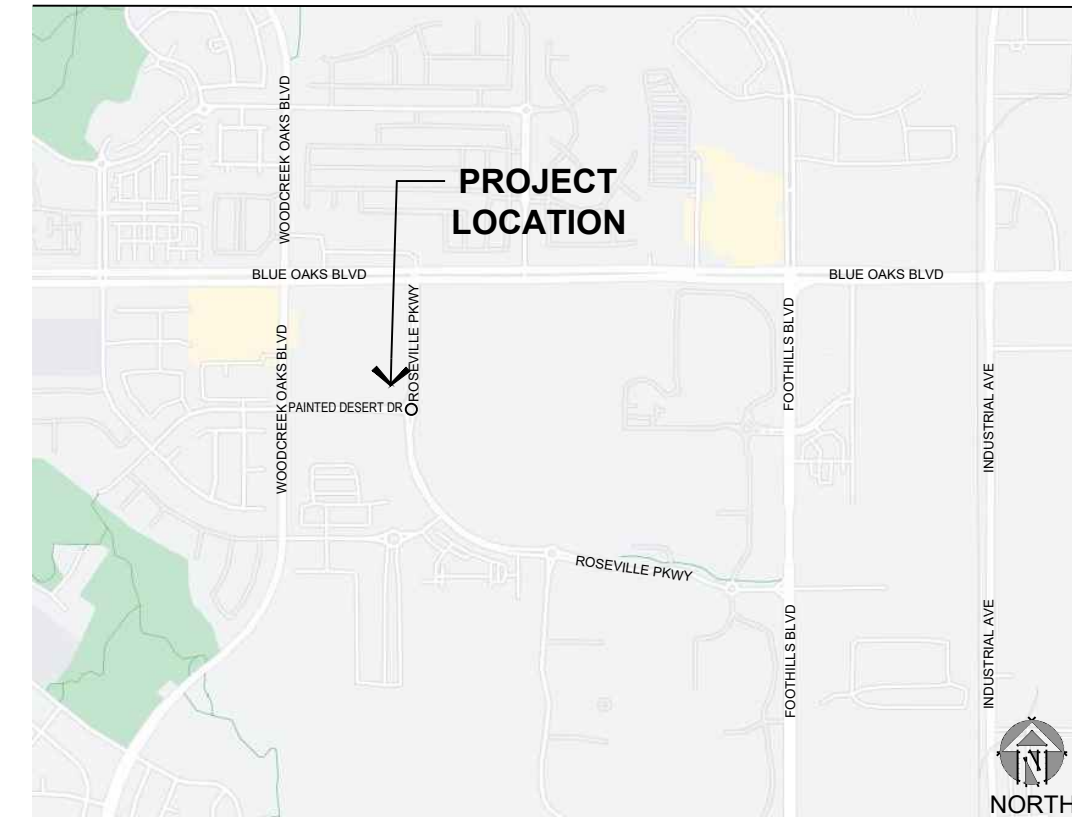 WOODCREEK OAKS BLVD
PROJECT
LOCATION
BLUE OAKS BLVD
BLUE OAKS BLVD
ROSEVILLE PKWY
WOODCREEK OAKS BLVD
FOOTHILLS BLVD
INDUSTRIAL AVE
PAINTED DESERT DR
ROSEVILLE PKWY
FOOTHILLS BLVD
INDUSTRIAL AVE
N
NORTH